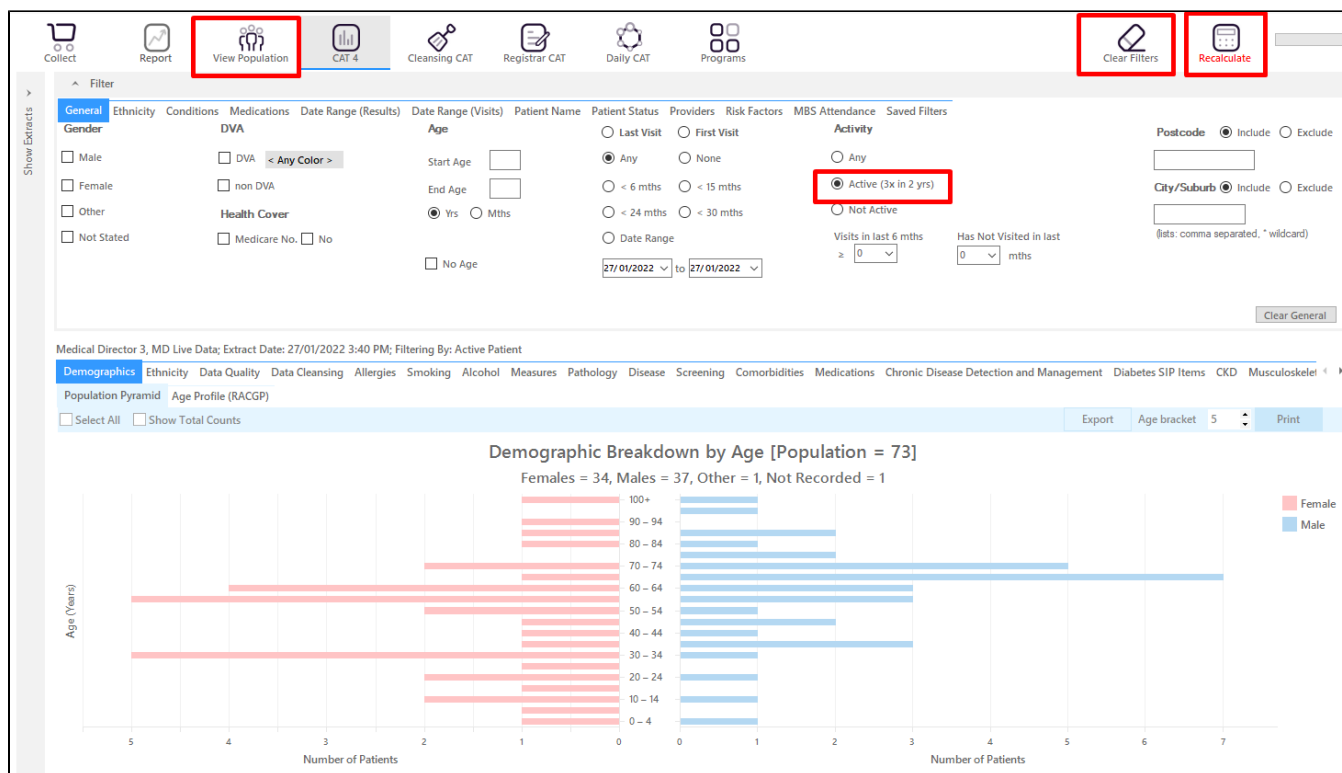 Collect Report View Population CAT 4 Cleansing CAT Registrar CAT Daily CAT Programs Clear Filters Recalculate
Show Extracts
Filter
General Ethnicity Conditions Medications Date Range (Results) Date Range (Visits) Patient Name Patient Status Providers Risk Factors MBS Attendance Saved Filters
Gender DVA Age Last Visit First Visit Activity Postcode Include Exclude
Male DVA < Any Color > Start Age Any None Any
Female non DVA End Age < 6 mths < 15 mths Active (3x in 2 yrs) City/Suburb Include Exclude
Other Health Cover Yrs Mths < 24 mths < 30 mths Not Active
Not Stated Medicare No. No Date Range Visits in last 6 mths Has Not Visited in last (lists: comma separated, * wildcard)
No Age 27/01/2022 to 27/01/2022 ≥ 0 0 mths
Clear General
Medical Director 3, MD Live Data; Extract Date: 27/01/2022 3:40 PM; Filtering By: Active Patient
Demographics Ethnicity Data Quality Data Cleansing Allergies Smoking Alcohol Measures Pathology Disease Screening Comorbidities Medications Chronic Disease Detection and Management Diabetes SIP Items CKD Musculoskelet
Population Pyramid Age Profile (RACGP)
Select All Show Total Counts Export Age bracket 5 Print
Demographic Breakdown by Age [Population = 73]
Females = 34, Males = 37, Other = 1, Not Recorded = 1
100+
90 – 94
80 – 84
70 – 74
60 – 64
50 – 54
40 – 44
30 – 34
20 – 24
10 – 14
0 – 4
Age (Years)
Female
Male
5 4 3 2 1 0 0 1 2 3 4 5 6 7
Number of Patients Number of Patients